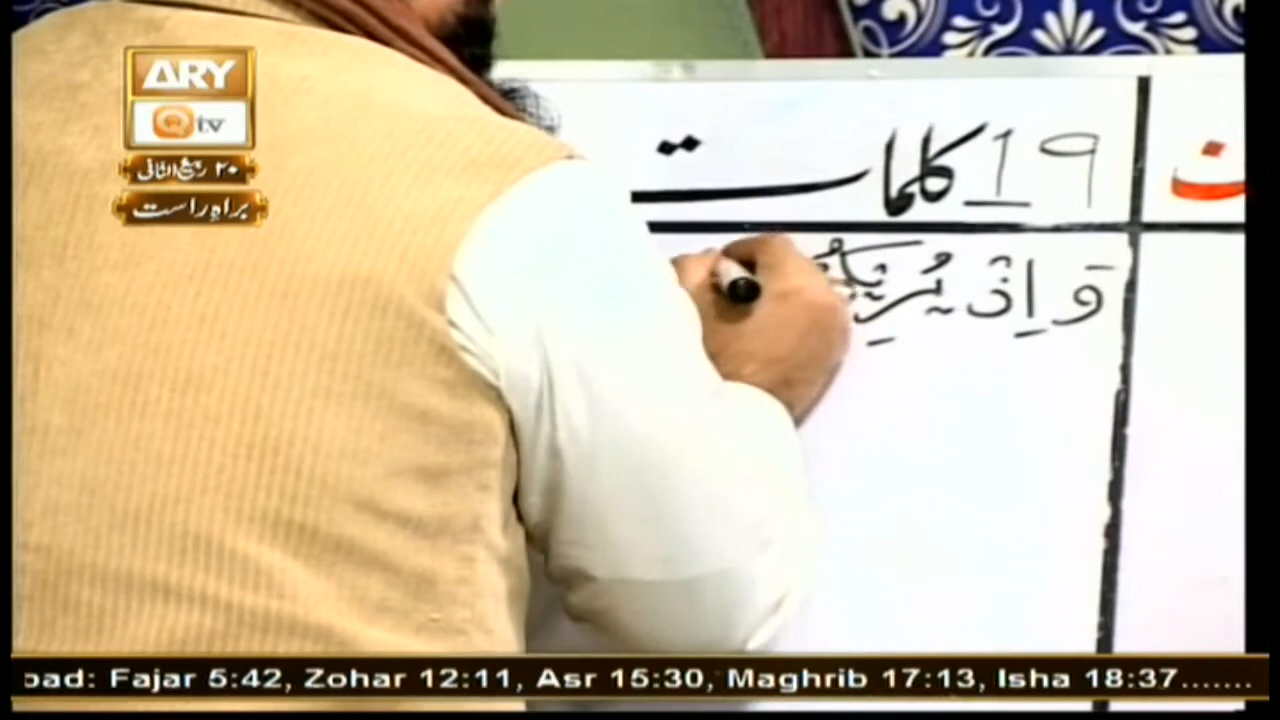 ARY
Q tv
۲۰ ربیع الثانی
براہِ راست
19 کلمات
وَ اِذْ
oad: Fajar 5:42, Zohar 12:11, Asr 15:30, Maghrib 17:13, Isha 18:37.......